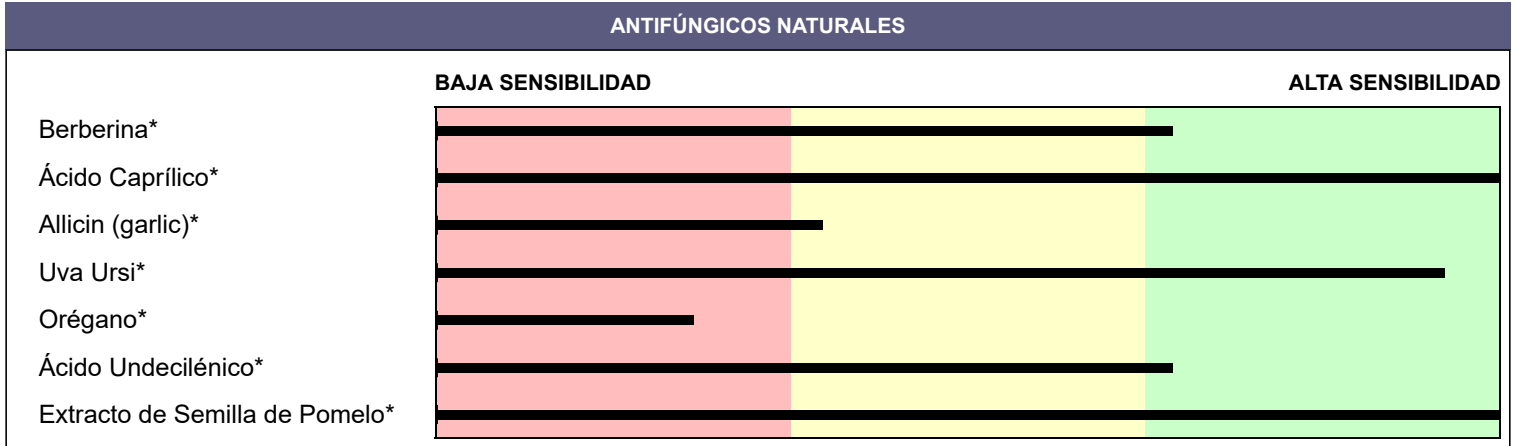 ANTIFÚNGICOS NATURALES
BAJA SENSIBILIDAD ALTA SENSIBILIDAD
Berberina*
Ácido Caprílico*
Allicin (garlic)*
Uva Ursi*
Orégano*
Ácido Undecilénico*
Extracto de Semilla de Pomelo*